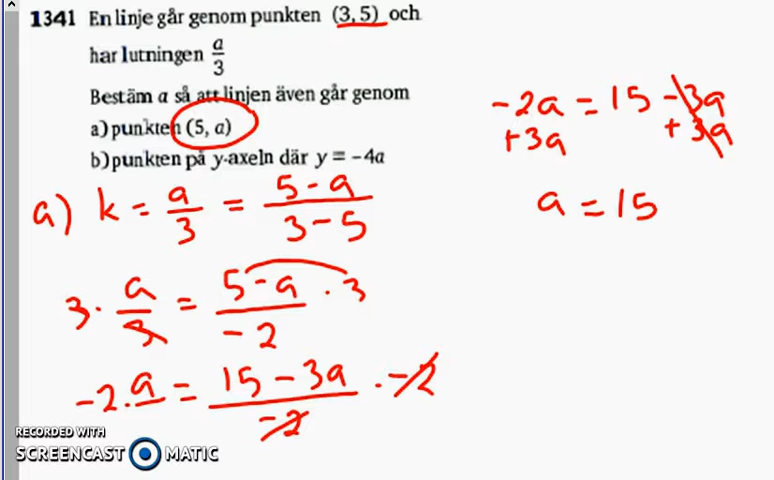 1341 En linje går genom punkten (3, 5) och
har lutningen a/3
Bestäm a så att linjen även går genom
a) punkten (5, a)
b) punkten på y-axeln där y = -4a
a) k = a/3 = (5-a)/(3-5)
3 · a/3 = (5-a)/(-2) · 3
-2 · a = (15-3a)/(-2) · -2
-2a = 15 - 3a
+3a +3a
a = 15
RECORDED WITH
SCREENCAST MATIC